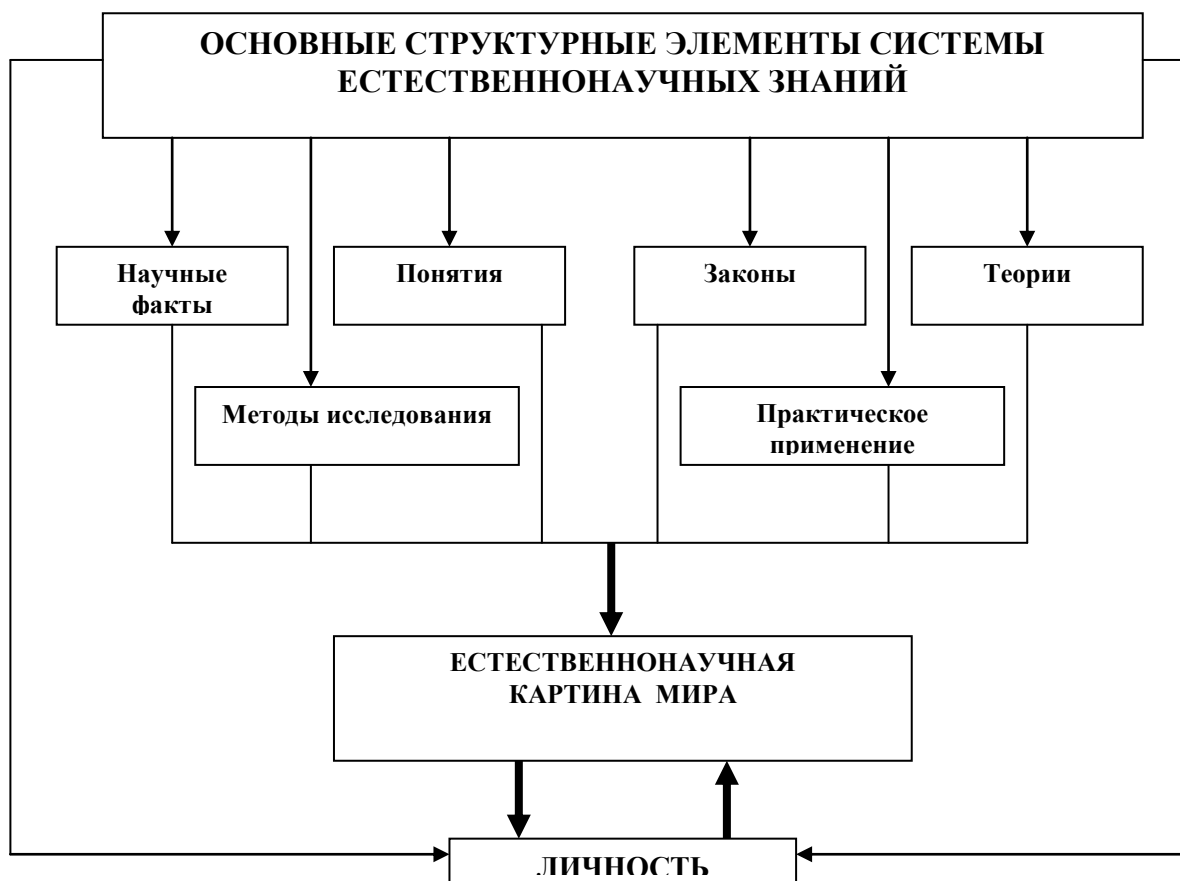 ОСНОВНЫЕ СТРУКТУРНЫЕ ЭЛЕМЕНТЫ СИСТЕМЫ
ЕСТЕСТВЕННОНАУЧНЫХ ЗНАНИЙ
Научные
факты
Понятия
Законы
Теории
Методы исследования
Практическое
применение
ЕСТЕСТВЕННОНАУЧНАЯ
КАРТИНА МИРА
ЛИЧНОСТЬ